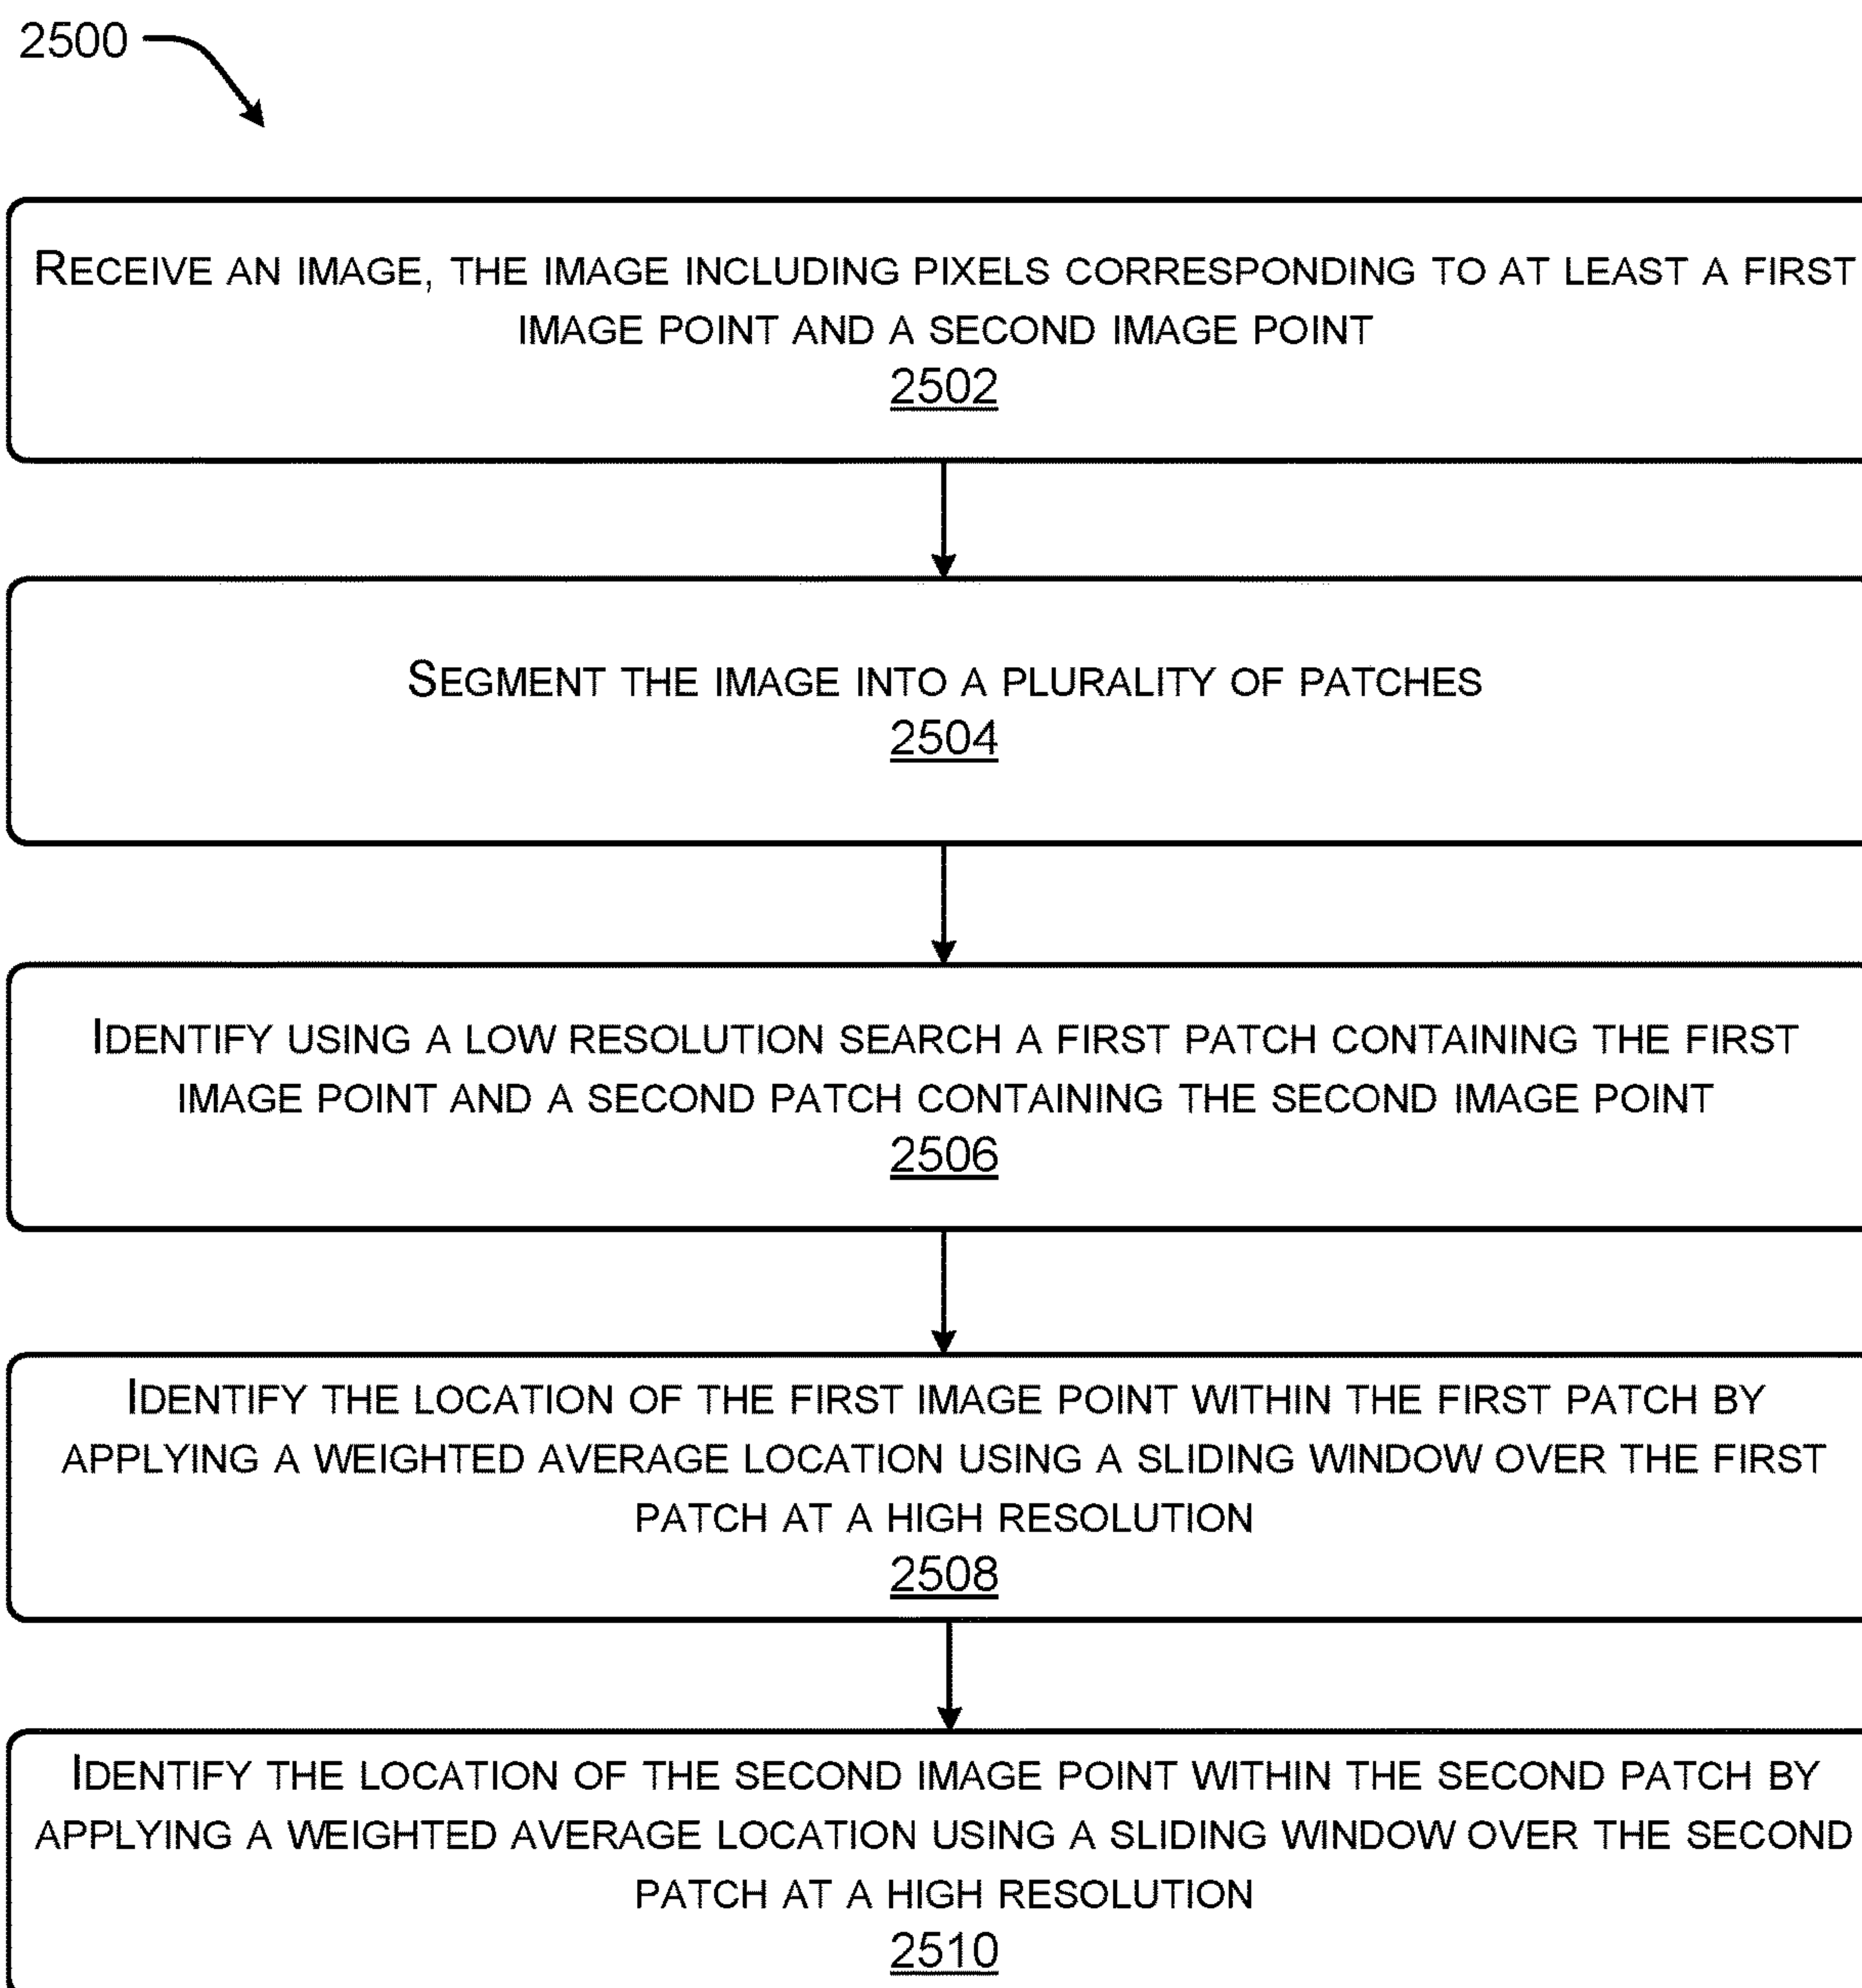 2500
RECEIVE AN IMAGE, THE IMAGE INCLUDING PIXELS CORRESPONDING TO AT LEAST A FIRST
IMAGE POINT AND A SECOND IMAGE POINT
2502
SEGMENT THE IMAGE INTO A PLURALITY OF PATCHES
2504
IDENTIFY USING A LOW RESOLUTION SEARCH A FIRST PATCH CONTAINING THE FIRST
IMAGE POINT AND A SECOND PATCH CONTAINING THE SECOND IMAGE POINT
2506
IDENTIFY THE LOCATION OF THE FIRST IMAGE POINT WITHIN THE FIRST PATCH BY
APPLYING A WEIGHTED AVERAGE LOCATION USING A SLIDING WINDOW OVER THE FIRST
PATCH AT A HIGH RESOLUTION
2508
IDENTIFY THE LOCATION OF THE SECOND IMAGE POINT WITHIN THE SECOND PATCH BY
APPLYING A WEIGHTED AVERAGE LOCATION USING A SLIDING WINDOW OVER THE SECOND
PATCH AT A HIGH RESOLUTION
2510